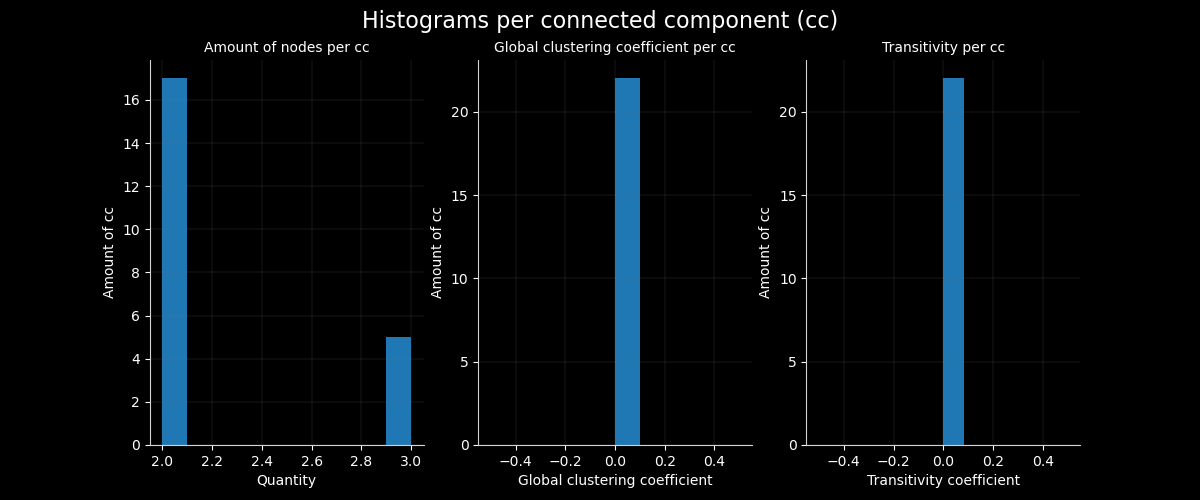 Histograms per connected component (cc)
Amount of nodes per cc
Global clustering coefficient per cc
Transitivity per cc
Amount of cc
16
14
12
10
8
6
4
2
0
2.0 2.2 2.4 2.6 2.8 3.0
Quantity
Amount of cc
20
15
10
5
0
−0.4 −0.2 0.0 0.2 0.4
Global clustering coefficient
Amount of cc
20
15
10
5
0
−0.4 −0.2 0.0 0.2 0.4
Transitivity coefficient